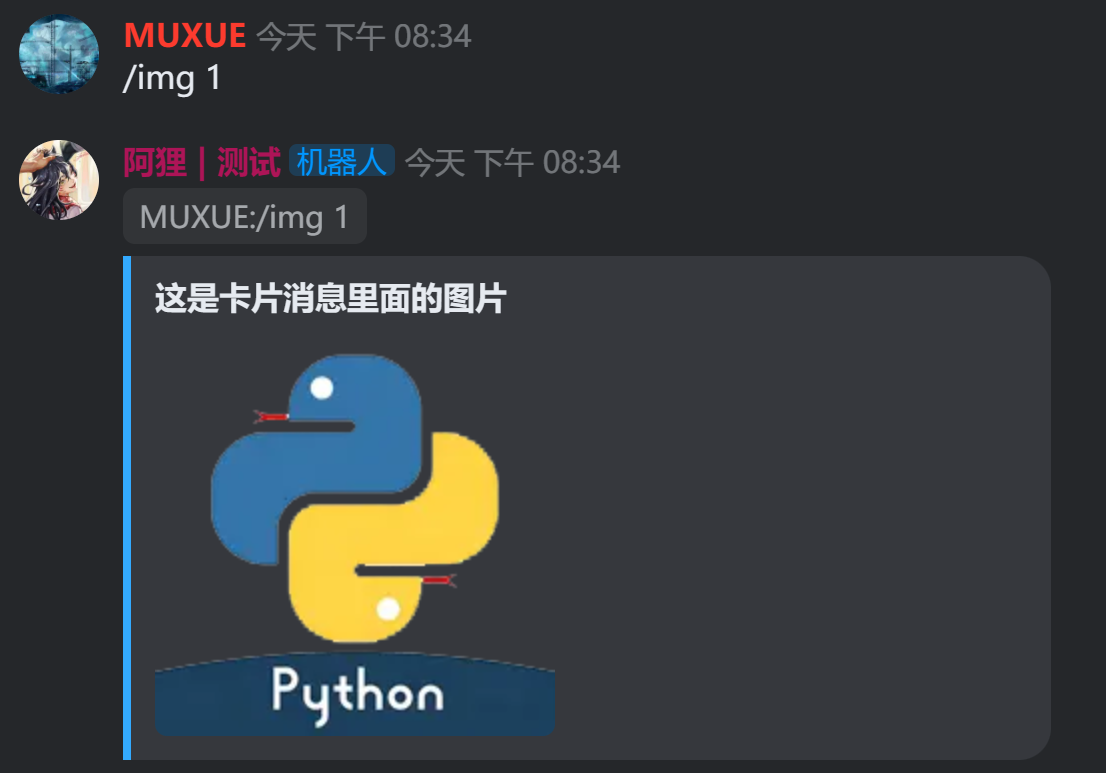 MUXUE 今天 下午 08:34
/img 1
阿狸 | 测试 机器人 今天 下午 08:34
MUXUE:/img 1
这是卡片消息里面的图片
Python